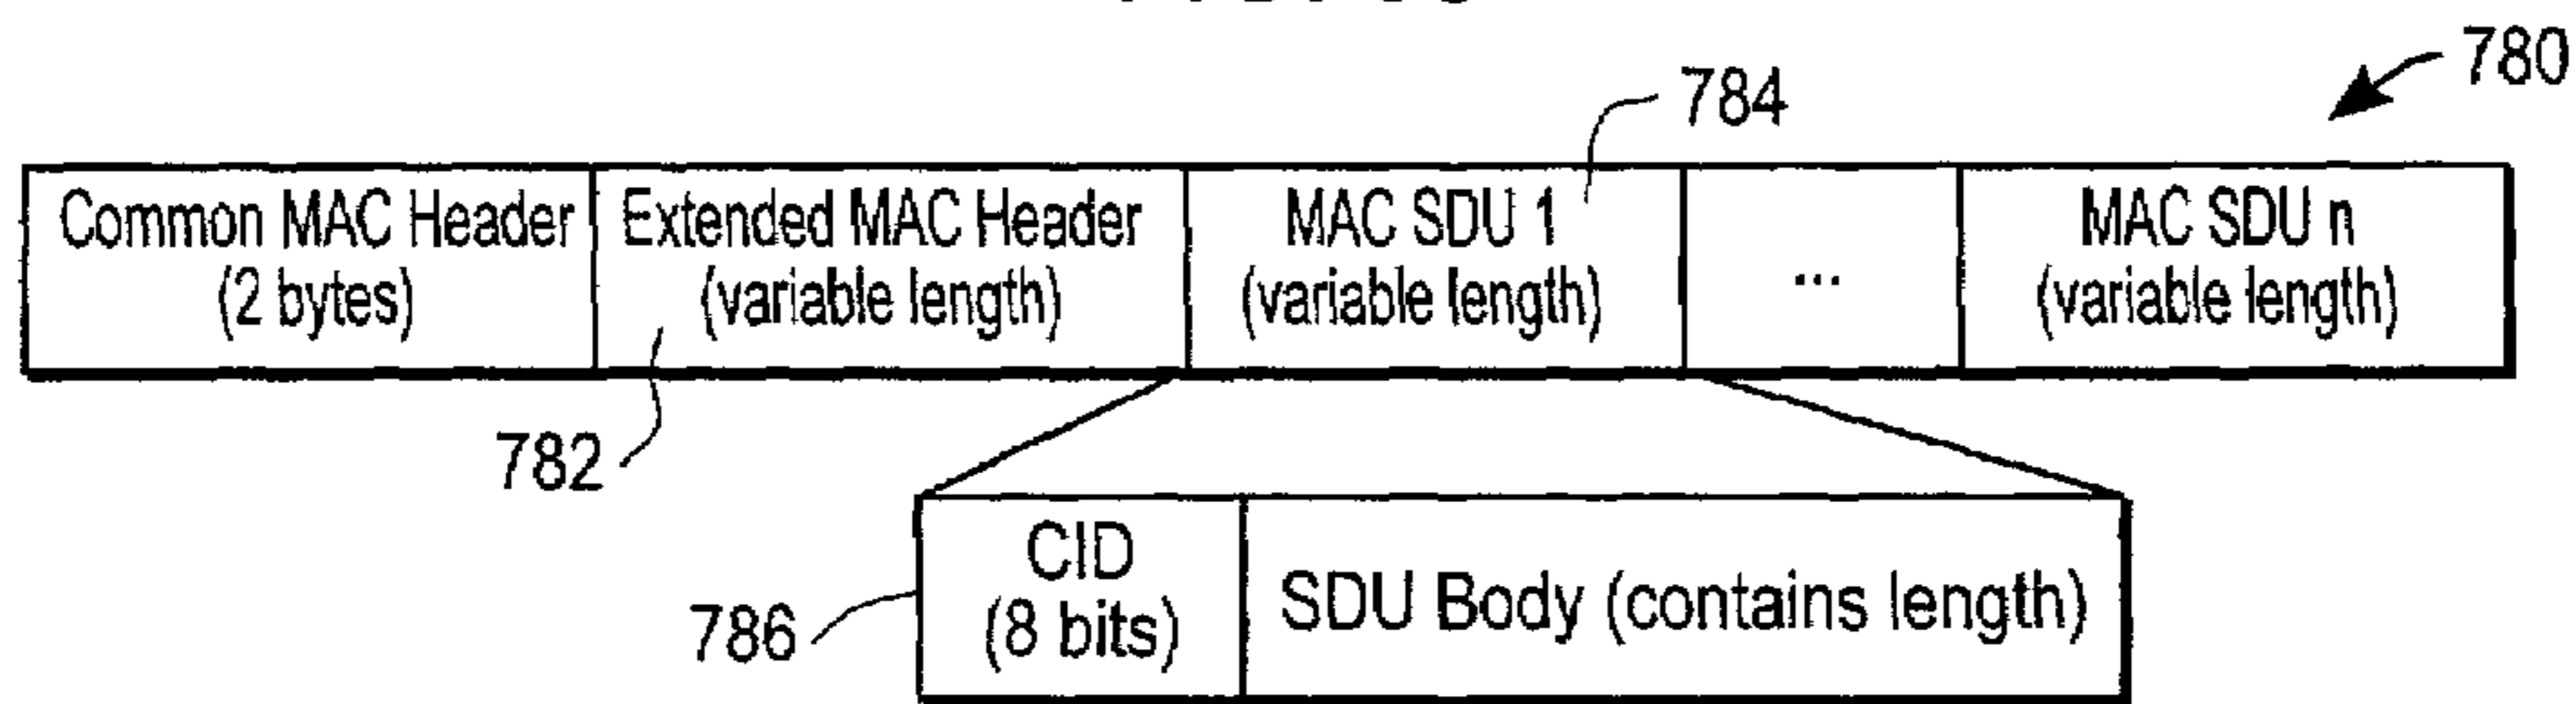 780
784
Common MAC Header
(2 bytes)
Extended MAC Header
(variable length)
MAC SDU 1
(variable length)
...
MAC SDU n
(variable length)
782
CID
(8 bits)
SDU Body (contains length)
786